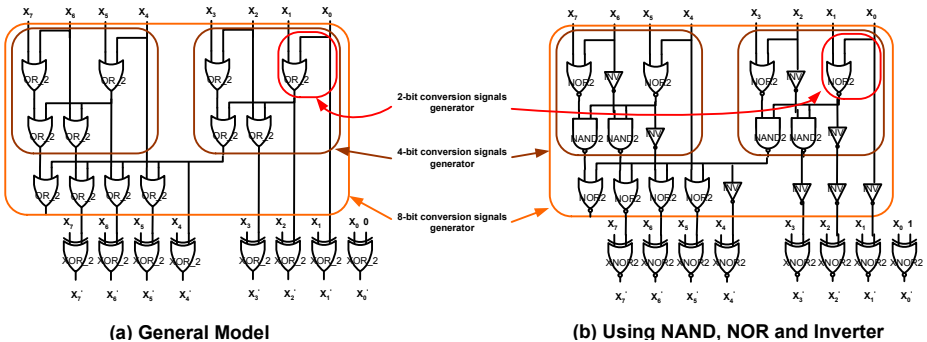 X7 X6 X5 X4 X3 X2 X1 X0
X7 X6 X5 X4 X3 X2 X1 X0
OR_2 OR_2 OR_2 OR_2
NOR2 INV NOR2 NOR2 INV NOR2
2-bit conversion signals
generator
OR_2 OR_2 OR_2 OR_2
NAND2 NAND2 INV NAND2 NAND2 INV
4-bit conversion signals
generator
OR_2 OR_2 OR_2 OR_2
NOR2 NOR2 NOR2 NOR2 INV INV INV INV
8-bit conversion signals
generator
X7 X6 X5 X4 X3 X2 X1 X0 0
X7 X6 X5 X4 X3 X2 X1 X0 1
XOR_2 XOR_2 XOR_2 XOR_2 XOR_2 XOR_2 XOR_2 XOR_2
XNOR2 XNOR2 XNOR2 XNOR2 XNOR2 XNOR2 XNOR2 XNOR2
X7' X6' X5' X4' X3' X2' X1' X0'
X7' X6' X5' X4' X3' X2' X1' X0'
(a) General Model
(b) Using NAND, NOR and Inverter